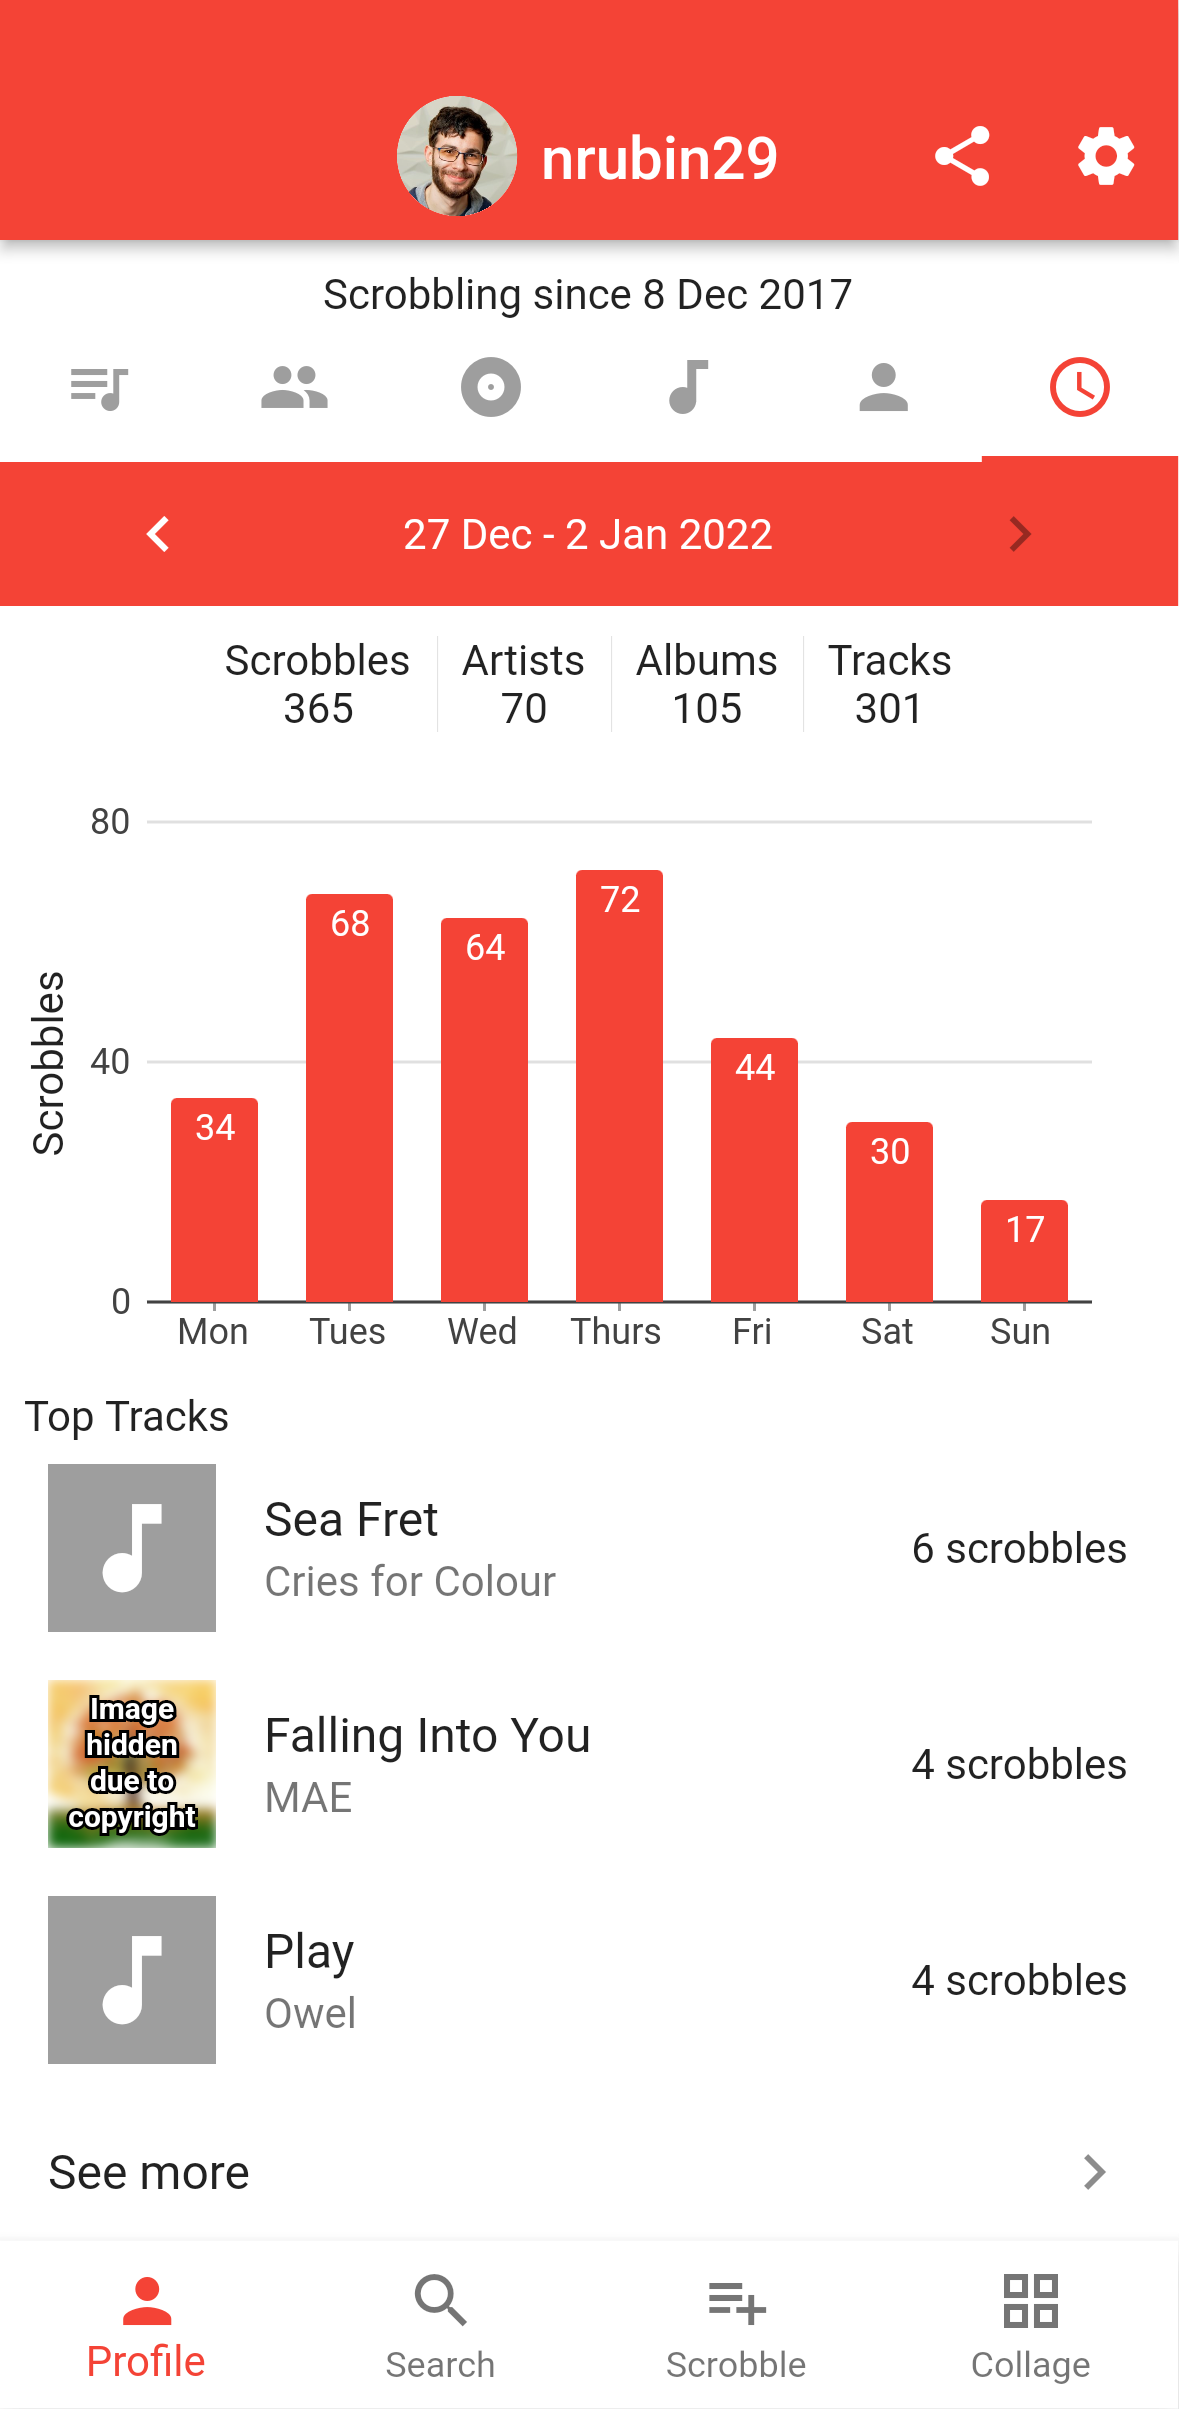 nrubin29
Scrobbling since 8 Dec 2017
27 Dec - 2 Jan 2022
Scrobbles Artists Albums Tracks
365 70 105 301
80
40
0
Scrobbles
34 68 64 72 44 30 17
Mon Tues Wed Thurs Fri Sat Sun
Top Tracks
Sea Fret
Cries for Colour
6 scrobbles
Image
hidden
due to
copyright
Falling Into You
MAE
4 scrobbles
Play
Owel
4 scrobbles
See more
Profile Search Scrobble Collage